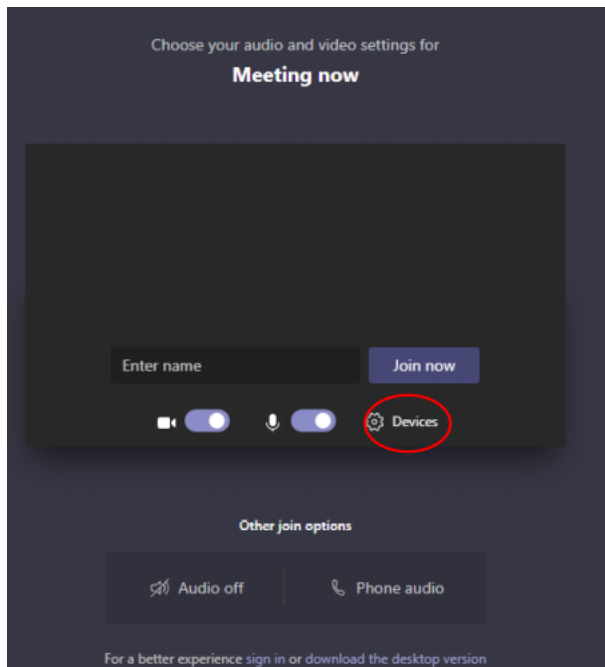 Choose your audio and video settings for
Meeting now
Enter name
Join now
Devices
Other join options
Audio off
Phone audio
For a better experience sign in or download the desktop version